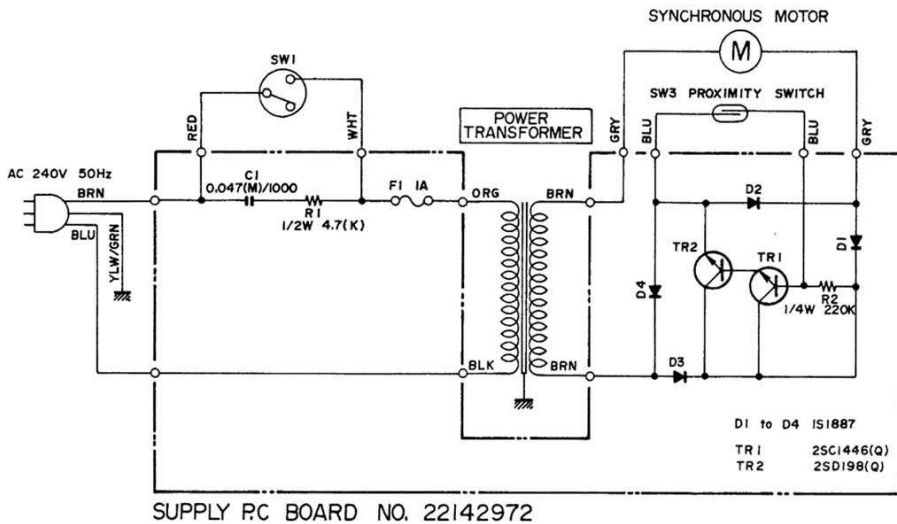 SYNCHRONOUS MOTOR
M
SW1
SW3 PROXIMITY SWITCH
RED
WHT
POWER
TRANSFORMER
GRY
BLU
BLU
GRY
AC 240V 50Hz
BRN
C1
0.047(M)/1000
R1
1/2W 4.7(K)
F1 1A
ORG
BRN
D2
D1
BLU
YLW/GRN
TR2
TR1
D4
R2
1/4W 220K
BLK
BRN
D3
D1 to D4 1S1887
TR1 2SC1446(Q)
TR2 2SD198(Q)
SUPPLY P.C BOARD NO. 22142972